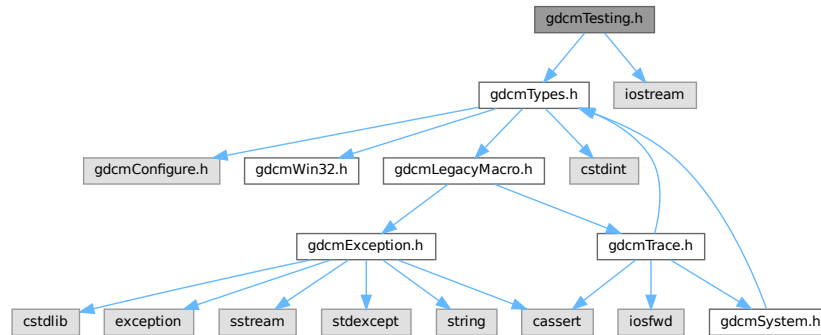 gdcmTesting.h
gdcmTypes.h
iostream
gdcmConfigure.h
gdcmWin32.h
gdcmLegacyMacro.h
cstdint
gdcmException.h
gdcmTrace.h
cstdlib
exception
sstream
stdexcept
string
cassert
iosfwd
gdcmSystem.h